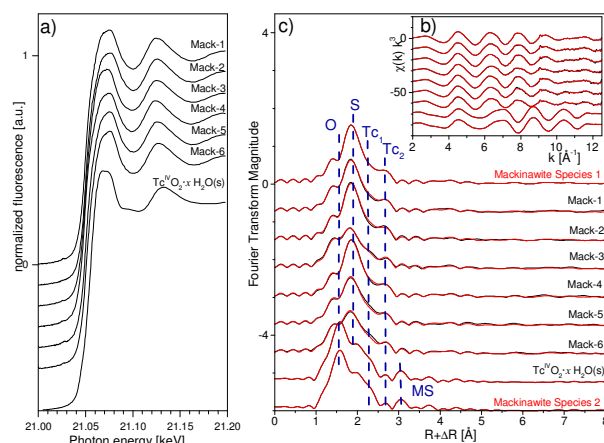 a)
normalized fluorescence [a.u.]
1
Mack-1
Mack-2
Mack-3
Mack-4
Mack-5
Mack-6
Tc^IV O₂·x H₂O(s)
21.00 21.05 21.10 21.15 21.20
Photon energy [keV]
c)
Fourier Transform Magnitude
4
0
-4
O
S
Tc₁
Tc₂
MS
Mackinawite Species 1
Mack-1
Mack-2
Mack-3
Mack-4
Mack-5
Mack-6
Tc^IV O₂·x H₂O(s)
Mackinawite Species 2
0 1 2 3 4 5 6 7 8
R+ΔR [Å]
b)
χ(k) k³
0
-50
2 4 6 8 10 12
k [Å⁻¹]